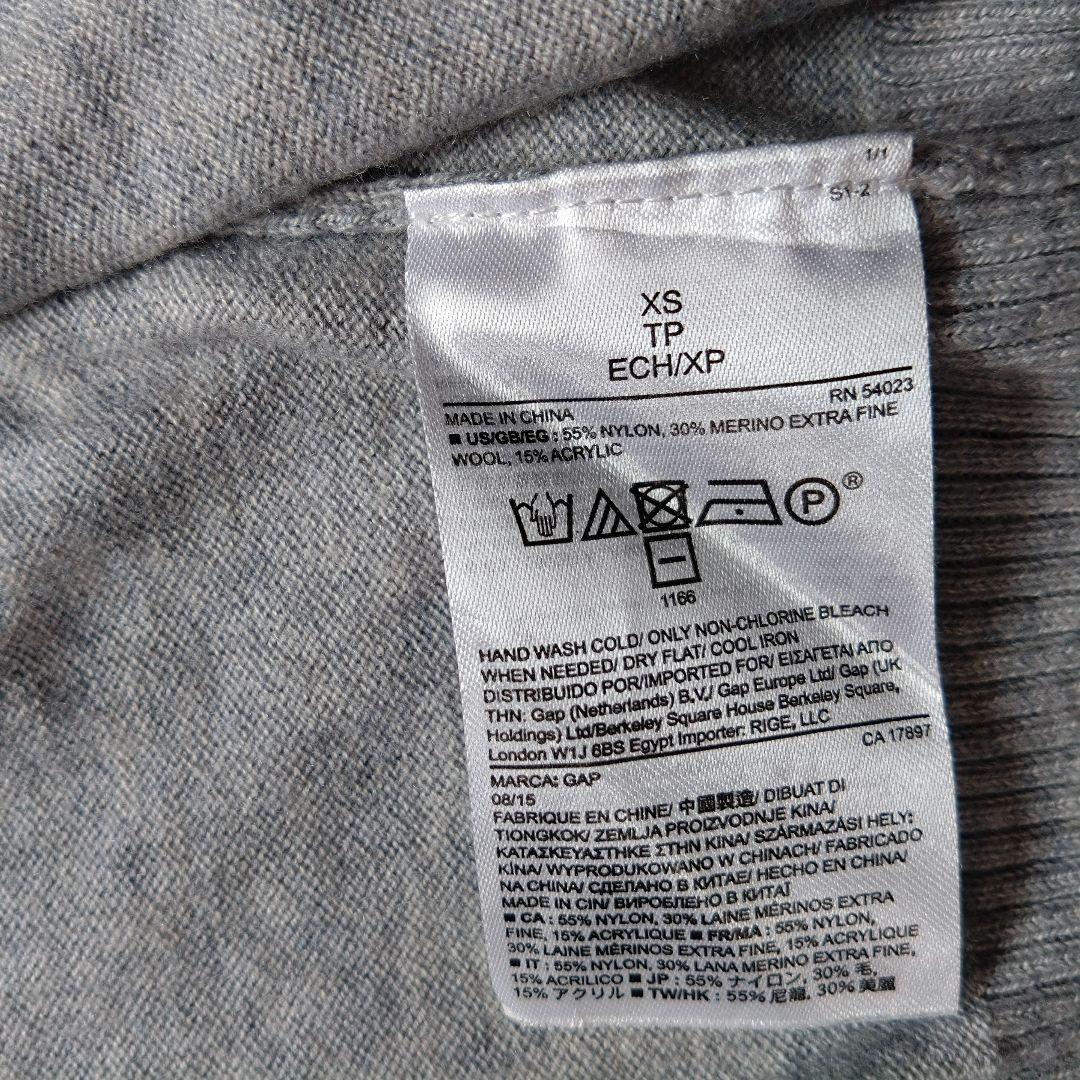 1/1
S1-2
XS
TP
ECH/XP
RN 54023
MADE IN CHINA
■ US/GB/EG : 55% NYLON, 30% MERINO EXTRA FINE
WOOL, 15% ACRYLIC
P ®
1166
HAND WASH COLD/ ONLY NON-CHLORINE BLEACH
WHEN NEEDED/ DRY FLAT/ COOL IRON
DISTRIBUIDO POR/IMPORTED FOR/ ΕΙΣΑΓΕΤΑΙ ΑΠΟ
ΤΗΝ: Gap (Netherlands) B.V./ Gap Europe Ltd/ Gap (UK
Holdings) Ltd/Berkeley Square House Berkeley Square,
London W1J 6BS Egypt Importer: RIGE, LLC
CA 17897
MARCA: GAP
08/15
FABRIQUE EN CHINE/ 中國製造/ DIBUAT DI
TIONGKOK/ ZEMLJA PROIZVODNJE KINA/
ΚΑΤΑΣΚΕΥΑΣΤΗΚΕ ΣΤΗΝ ΚΙΝΑ/ SZÁRMAZÁSI HELY:
KÍNA/ WYPRODUKOWANO W CHINACH/ FABRICADO
NA CHINA/ СДЕЛАНО В КИТАЕ/ HECHO EN CHINA/
MADE IN CIN/ ВИРОБЛЕНО В КИТАЇ
■ CA : 55% NYLON, 30% LAINE MÉRINOS EXTRA
FINE, 15% ACRYLIQUE ■ FR/MA : 55% NYLON,
30% LAINE MÉRINOS EXTRA FINE, 15% ACRYLIQUE
■ IT : 55% NYLON, 30% LANA MERINO EXTRA FINE,
15% ACRILICO ■ JP : 55% ナイロン, 30% 毛,
15% アクリル ■ TW/HK : 55% 尼龍, 30% 美麗